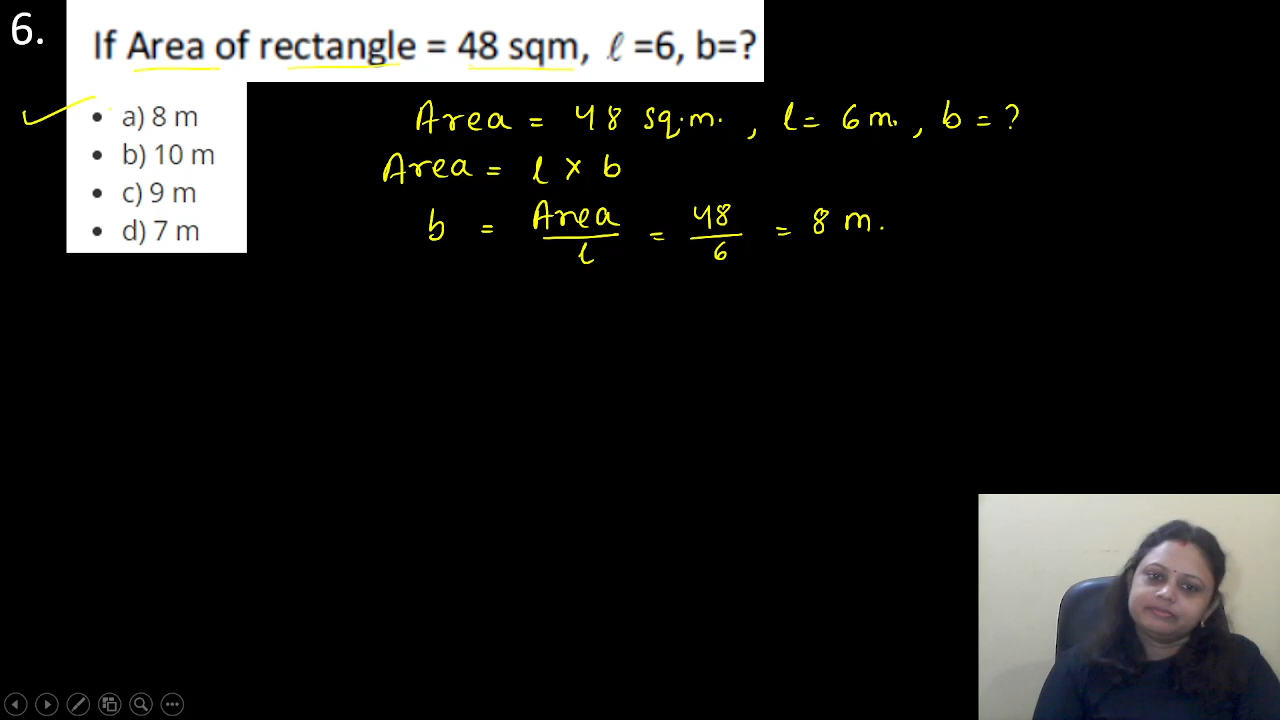 6.
If Area of rectangle = 48 sqm, ℓ =6, b=?
• a) 8 m
• b) 10 m
• c) 9 m
• d) 7 m
Area = 48 sq.m. , l = 6 m. , b = ?
Area = l × b
b = Area/l = 48/6 = 8 m.